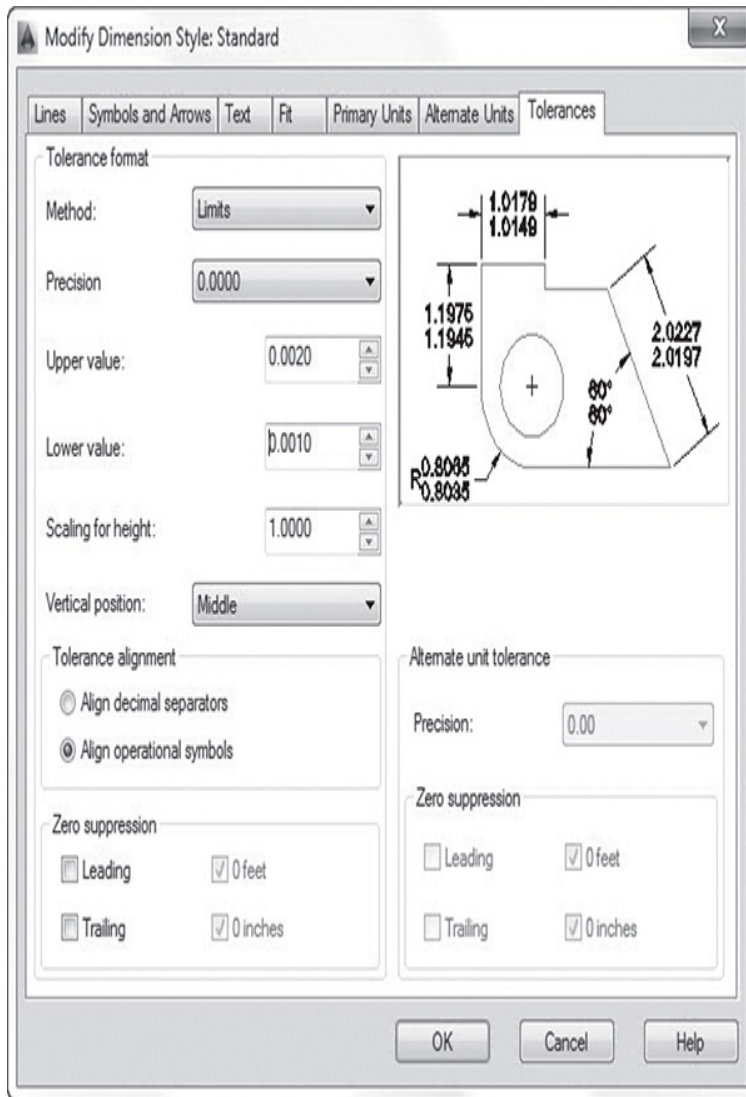 Modify Dimension Style: Standard
X
Lines
Symbols and Arrows
Text
Fit
Primary Units
Alternate Units
Tolerances
Tolerance format
Method:
Limits
Precision
0.0000
Upper value:
0.0020
Lower value:
0.0010
Scaling for height:
1.0000
Vertical position:
Middle
Tolerance alignment
Align decimal separators
Align operational symbols
Zero suppression
Leading
0 feet
Trailing
0 inches
1.0179
1.0149
1.1975
1.1945
2.0227
2.0197
60°
60°
R0.8065
0.8035
Alternate unit tolerance
Precision:
0.00
Zero suppression
Leading
0 feet
Trailing
0 inches
OK
Cancel
Help